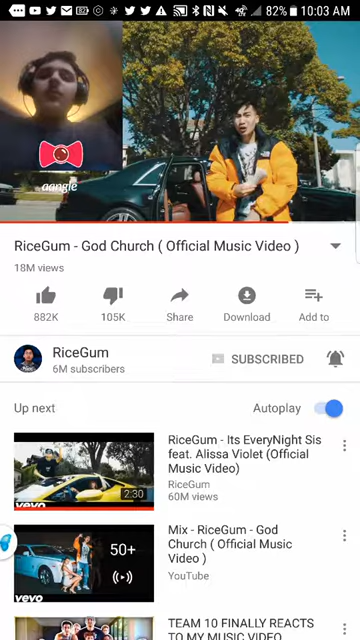 82% 10:03 AM
aangle
RiceGum - God Church ( Official Music Video )
18M views
882K
105K
Share
Download
Add to
RiceGum
6M subscribers
SUBSCRIBED
Up next
Autoplay
RiceGum - Its EveryNight Sis
feat. Alissa Violet (Official
Music Video)
RiceGum
60M views
2:30
vevo
Mix - RiceGum - God
Church ( Official Music
Video )
YouTube
50+
vevo
TEAM 10 FINALLY REACTS
TO MY MUSIC VIDEO